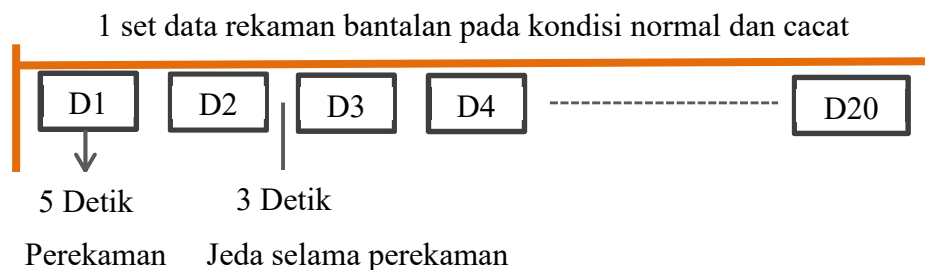 1 set data rekaman bantalan pada kondisi normal dan cacat
D1 D2 D3 D4 D20
5 Detik 3 Detik
Perekaman Jeda selama perekaman